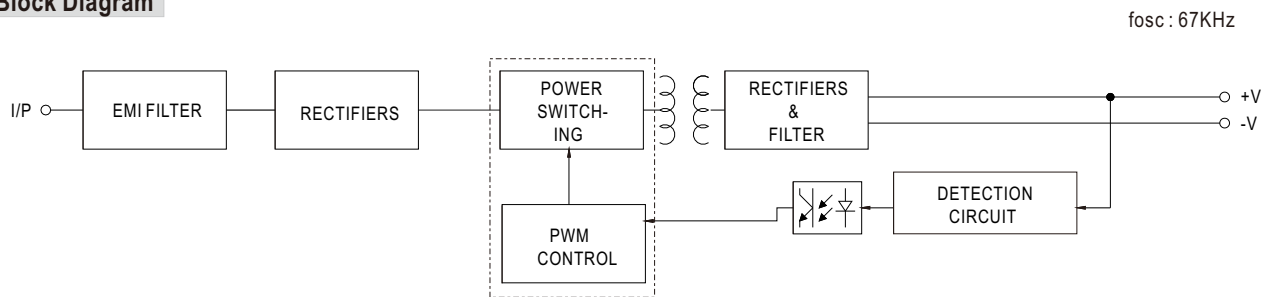 Block Diagram
fosc : 67KHz
I/P
EMI FILTER
RECTIFIERS
POWER
SWITCH-
ING
RECTIFIERS
&
FILTER
+V
-V
DETECTION
CIRCUIT
PWM
CONTROL